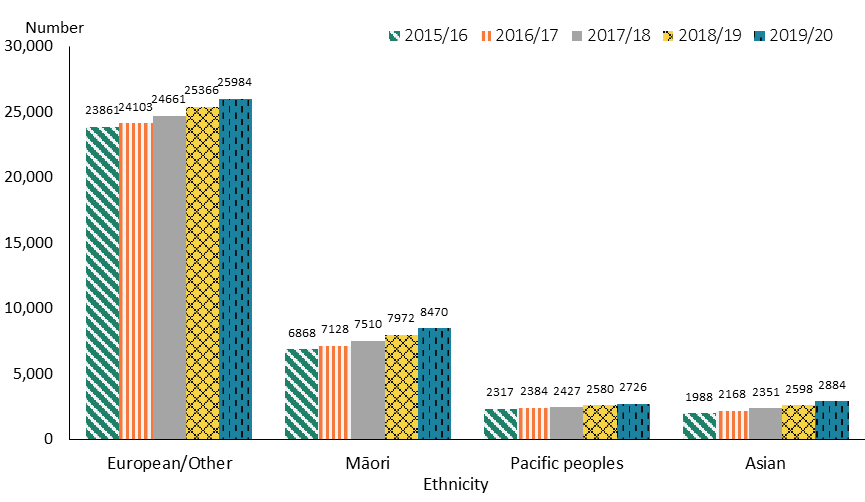 Number
2015/16 2016/17 2017/18 2018/19 2019/20
30,000
25,000
20,000
15,000
10,000
5,000
0
23861 24103 24661 25366 25984
6868 7128 7510 7972 8470
2317 2384 2427 2580 2726
1988 2168 2351 2598 2884
European/Other Māori Pacific peoples Asian
Ethnicity